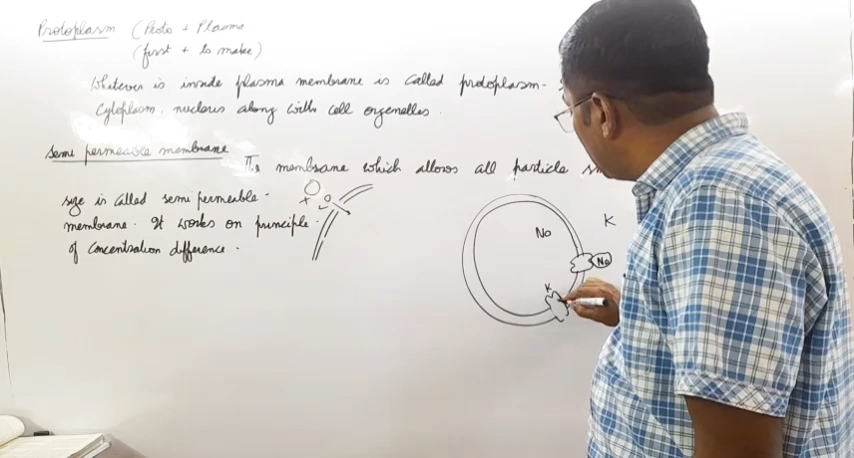 Protoplasm (Proto + Plasma
(first + to make)
Whatever is inside plasma membrane is called protoplasm-
Cytoplasm, nucleus along with cell organelles.
Semi permeable membrane
The membrane which allows all particle
size is called semi permeable-
membrane. It works on principle.
of concentration difference.
Na
K
Na
K